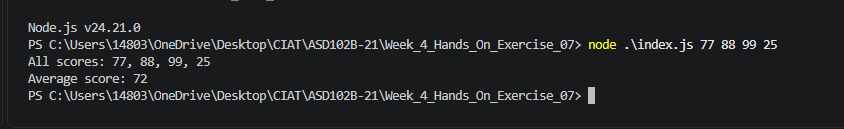 Node.js v24.21.0
PS C:\Users\14803\OneDrive\Desktop\CIAT\ASD102B-21\Week_4_Hands_On_Exercise_07> node .\index.js 77 88 99 25
All scores: 77, 88, 99, 25
Average score: 72
PS C:\Users\14803\OneDrive\Desktop\CIAT\ASD102B-21\Week_4_Hands_On_Exercise_07>